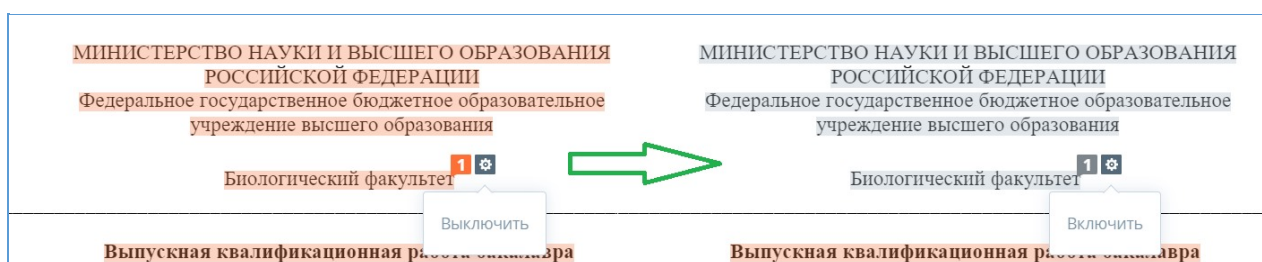 МИНИСТЕРСТВО НАУКИ И ВЫСШЕГО ОБРАЗОВАНИЯ
РОССИЙСКОЙ ФЕДЕРАЦИИ
Федеральное государственное бюджетное образовательное
учреждение высшего образования
1
Биологический факультет
Выключить
Выпускная квалификационная работа бакалавра
МИНИСТЕРСТВО НАУКИ И ВЫСШЕГО ОБРАЗОВАНИЯ
РОССИЙСКОЙ ФЕДЕРАЦИИ
Федеральное государственное бюджетное образовательное
учреждение высшего образования
1
Биологический факультет
Включить
Выпускная квалификационная работа бакалавра